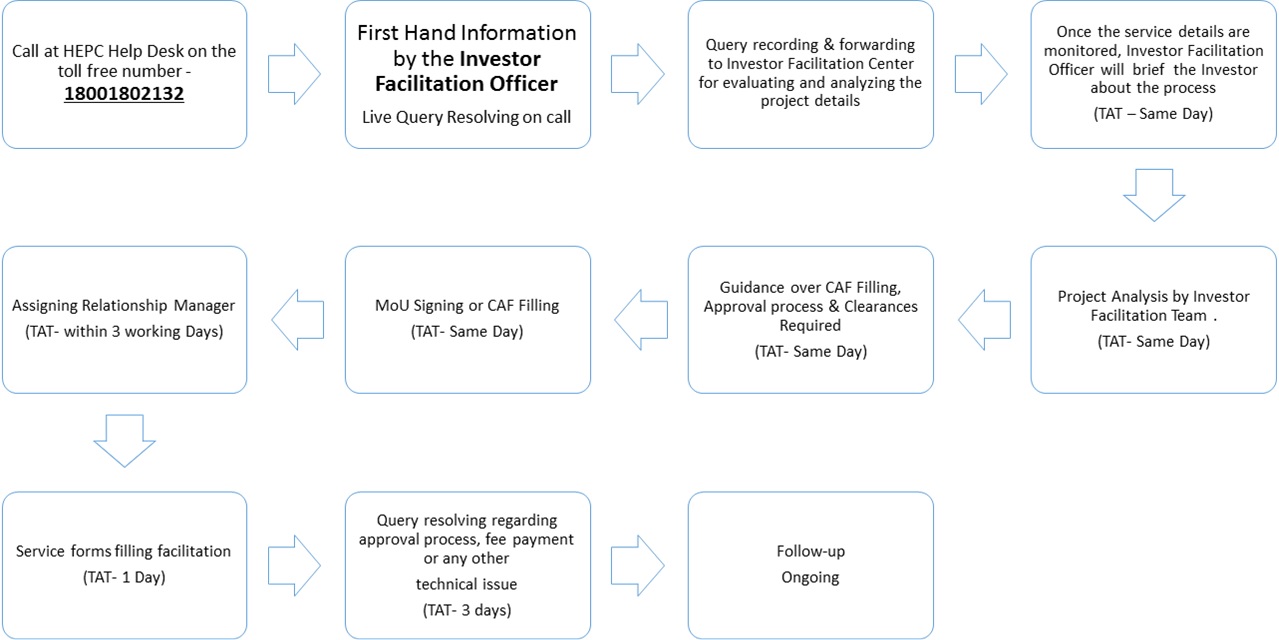 Call at HEPC Help Desk on the
toll free number -
18001802132
First Hand Information
by the Investor
Facilitation Officer
Live Query Resolving on call
Query recording & forwarding
to Investor Facilitation Center
for evaluating and analyzing the
project details
Once the service details are
monitored, Investor Facilitation
Officer will brief the Investor
about the process
(TAT – Same Day)
Project Analysis by Investor
Facilitation Team .
(TAT- Same Day)
Guidance over CAF Filling,
Approval process & Clearances
Required
(TAT- Same Day)
MoU Signing or CAF Filling
(TAT- Same Day)
Assigning Relationship Manager
(TAT- within 3 working Days)
Service forms filling facilitation
(TAT- 1 Day)
Query resolving regarding
approval process, fee payment
or any other
technical issue
(TAT- 3 days)
Follow-up
Ongoing